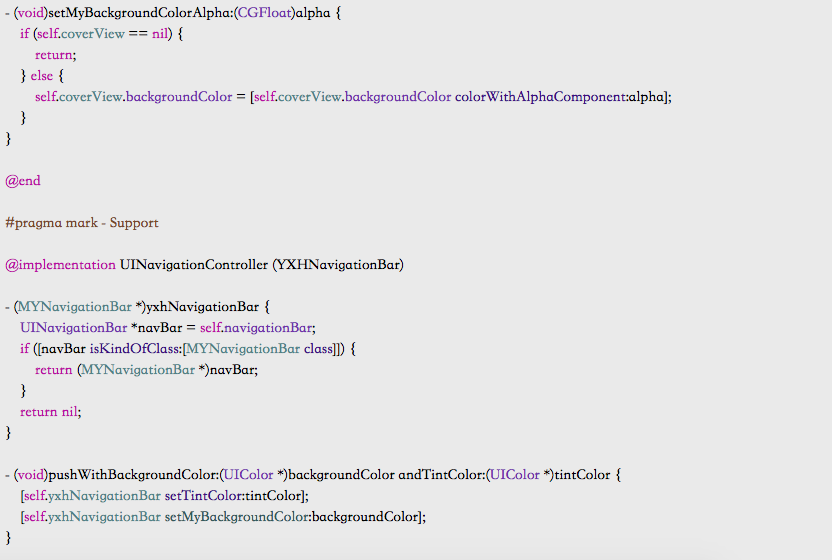 - (void)setMyBackgroundColorAlpha:(CGFloat)alpha {
if (self.coverView == nil) {
return;
} else {
self.coverView.backgroundColor = [self.coverView.backgroundColor colorWithAlphaComponent:alpha];
}
}
@end
#pragma mark - Support
@implementation UINavigationController (YXHNavigationBar)
- (MYNavigationBar *)yxhNavigationBar {
UINavigationBar *navBar = self.navigationBar;
if ([navBar isKindOfClass:[MYNavigationBar class]]) {
return (MYNavigationBar *)navBar;
}
return nil;
}
- (void)pushWithBackgroundColor:(UIColor *)backgroundColor andTintColor:(UIColor *)tintColor {
[self.yxhNavigationBar setTintColor:tintColor];
[self.yxhNavigationBar setMyBackgroundColor:backgroundColor];
}